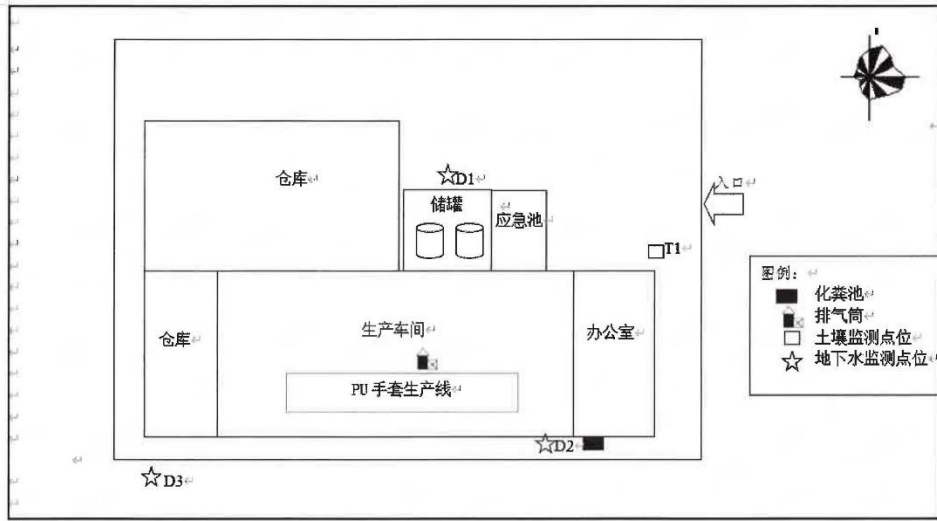 仓库
D1
储罐
应急池
入口
T1
图例：
化粪池
排气筒
土壤监测点位
地下水监测点位
仓库
生产车间
办公室
PU 手套生产线
D2
D3